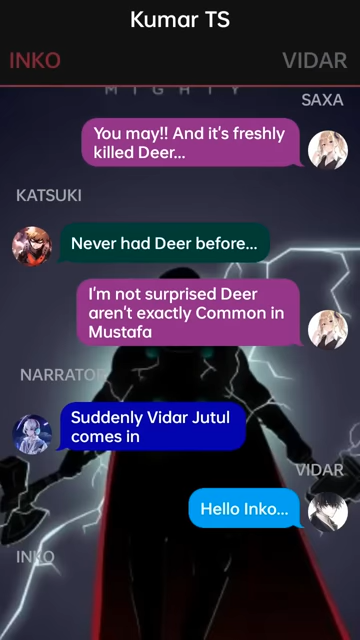 Kumar TS
INKO
VIDAR
MIGHTY
SAXA
You may!! And it's freshly
killed Deer...
KATSUKI
Never had Deer before...
I'm not surprised Deer
aren't exactly Common in
Mustafa
NARRATOR
Suddenly Vidar Jutul
comes in
VIDAR
Hello Inko...
INKO